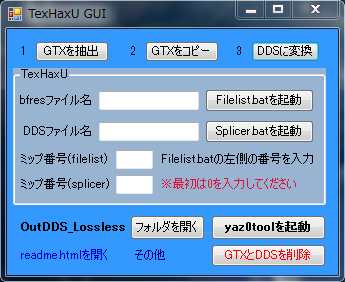 TexHaxU GUI
1 GTXを抽出 2 GTXをコピー 3 DDSに変換
TexHaxU
bfresファイル名 Filelist.batを起動
DDSファイル名 Splicer.batを起動
ミップ番号(filelist) Filelist.batの左側の番号を入力
ミップ番号(splicer) ※最初は0を入力してください
OutDDS_Lossless フォルダを開く yaz0toolを起動
readme.htmlを開く その他 GTXとDDSを削除